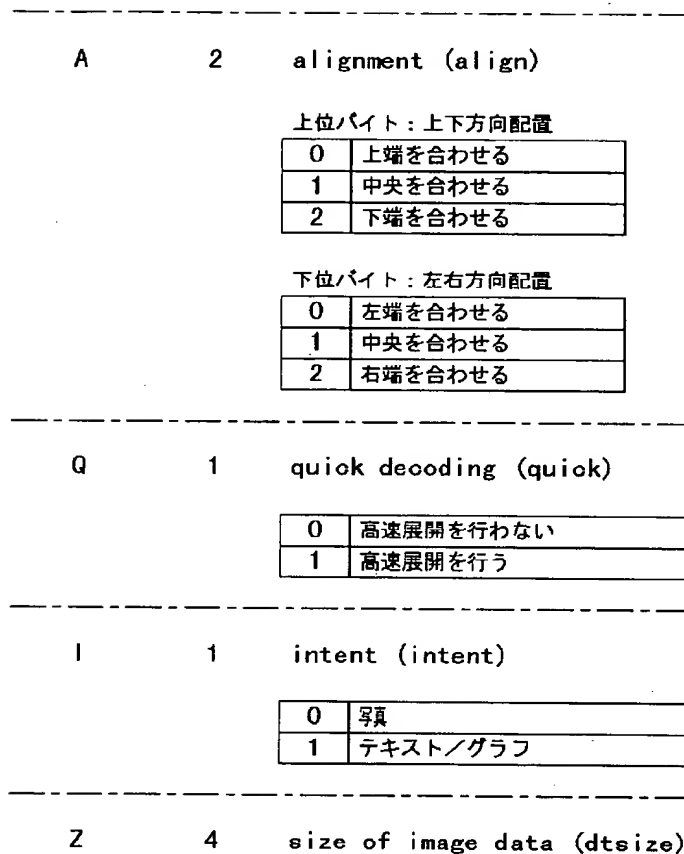 A 2 alignment (align)
上位バイト：上下方向配置
0 上端を合わせる
1 中央を合わせる
2 下端を合わせる
下位バイト：左右方向配置
0 左端を合わせる
1 中央を合わせる
2 右端を合わせる
Q 1 quick decoding (quick)
0 高速展開を行わない
1 高速展開を行う
I 1 intent (intent)
0 写真
1 テキスト／グラフ
Z 4 size of image data (dtsize)